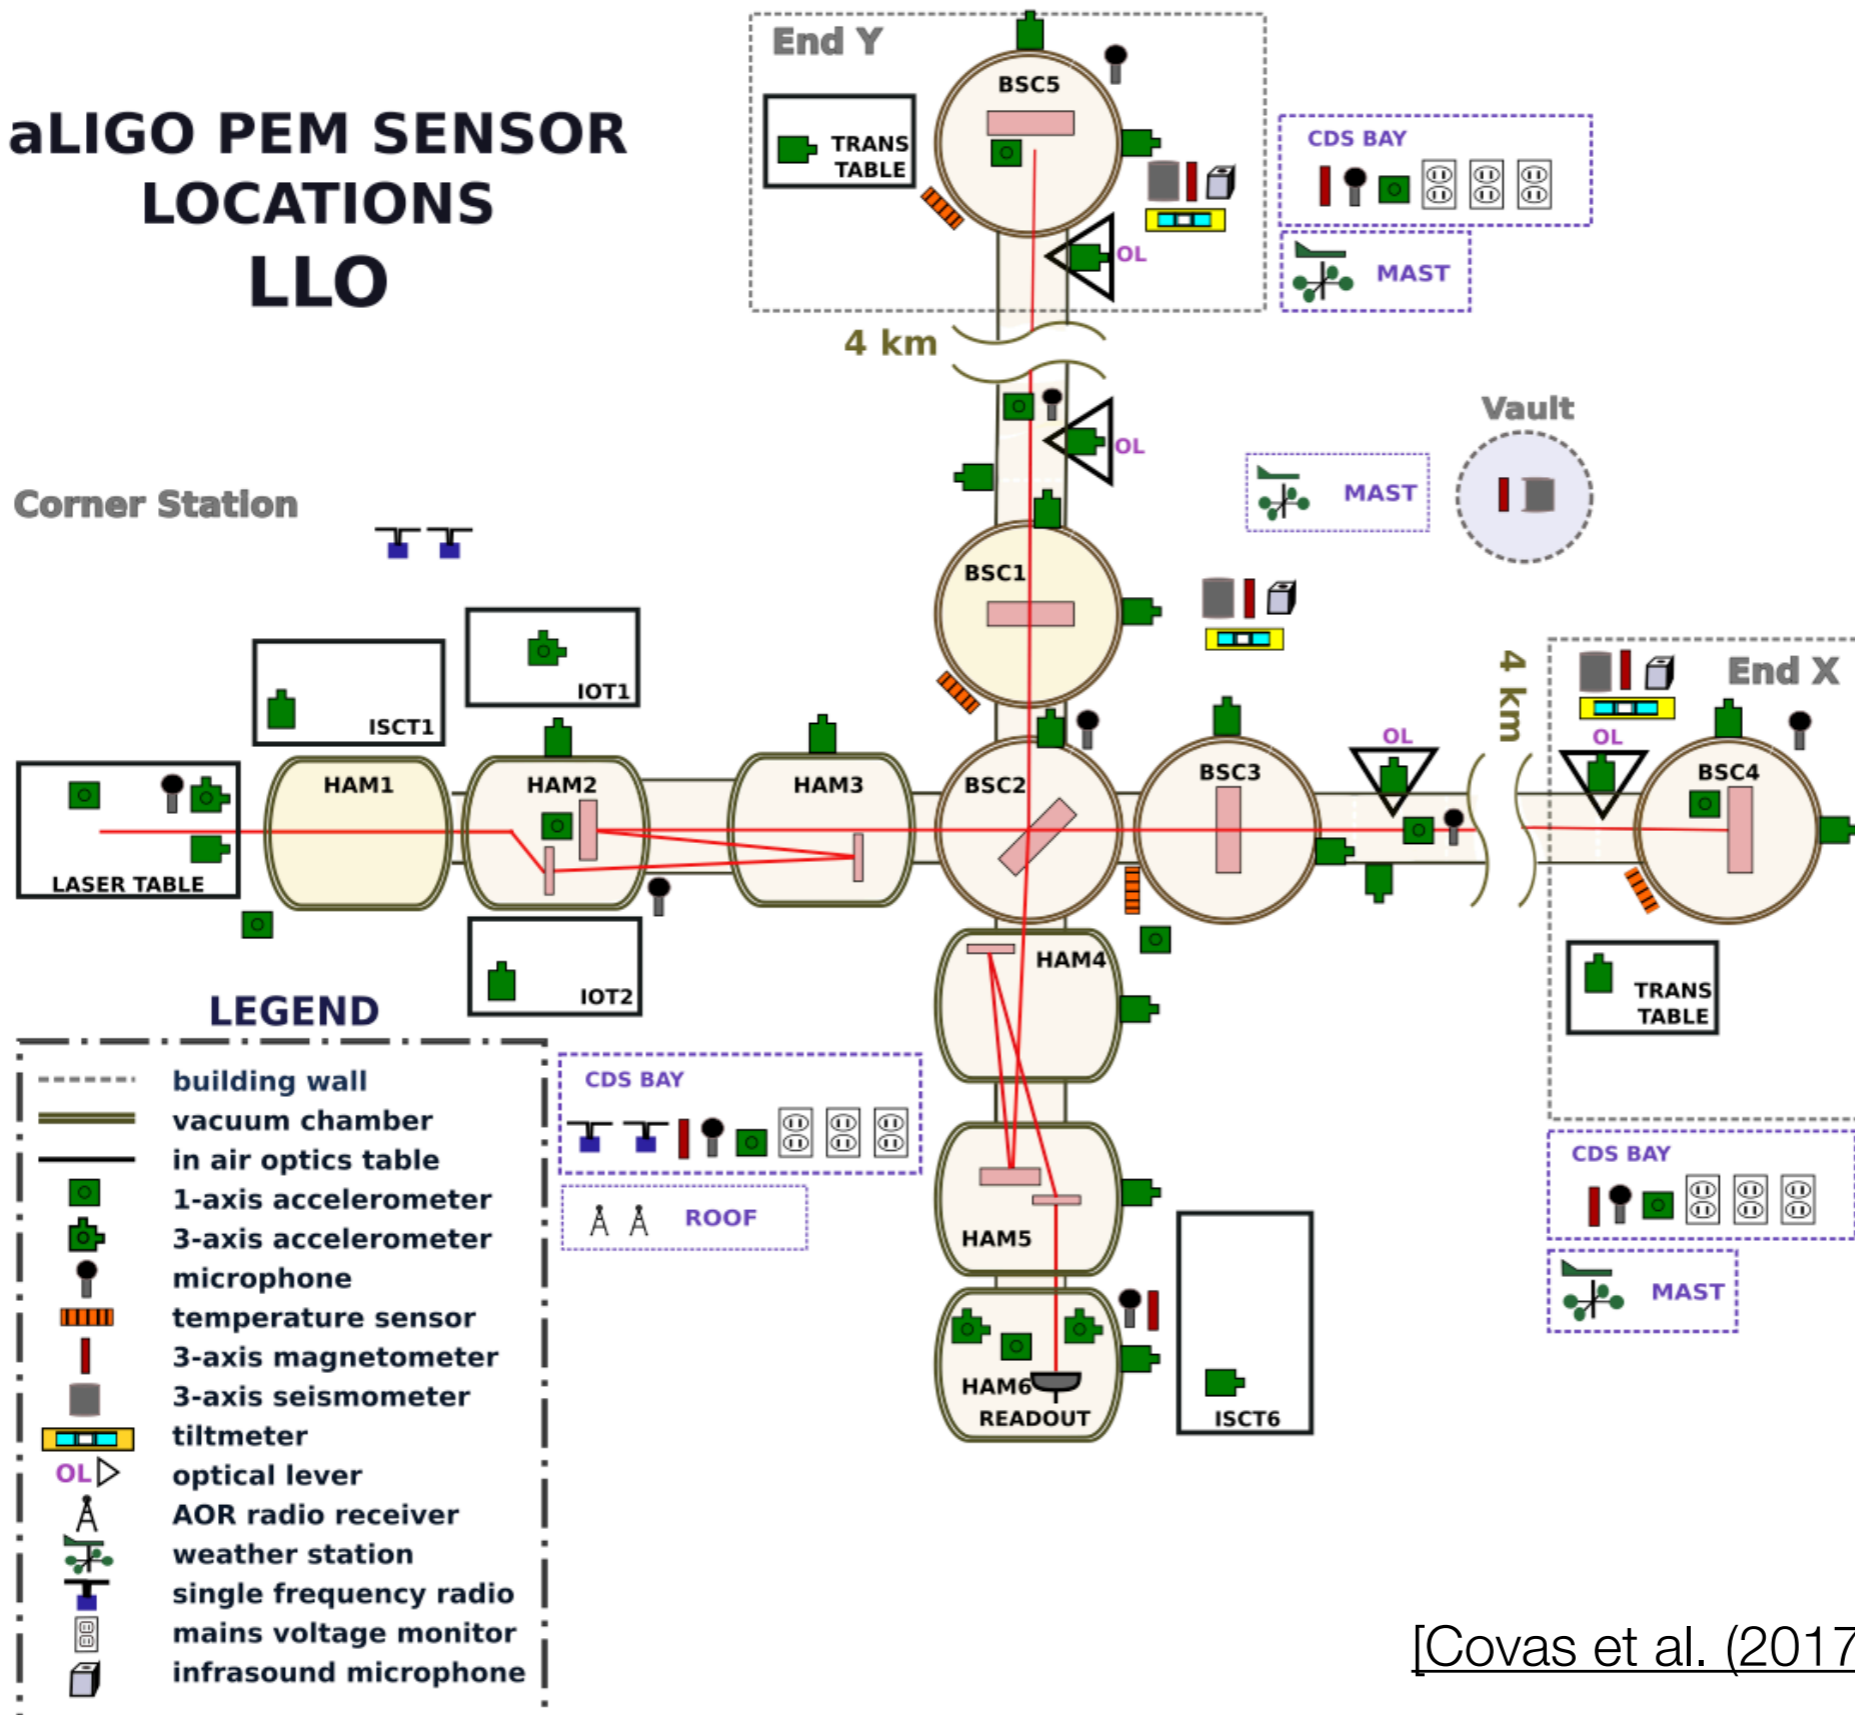 aLIGO PEM SENSOR
LOCATIONS
LLO
End Y
BSC5
TRANS
TABLE
OL
CDS BAY
MAST
4 km
OL
Vault
MAST
Corner Station
BSC1
ISCT1
IOT1
4 km
End X
OL
OL
HAM1
HAM2
HAM3
BSC2
BSC3
BSC4
LASER TABLE
IOT2
HAM4
TRANS
TABLE
CDS BAY
ROOF
HAM5
CDS BAY
MAST
HAM6
READOUT
ISCT6
LEGEND
building wall
vacuum chamber
in air optics table
1-axis accelerometer
3-axis accelerometer
microphone
temperature sensor
3-axis magnetometer
3-axis seismometer
tiltmeter
OL optical lever
AOR radio receiver
weather station
single frequency radio
mains voltage monitor
infrasound microphone
[Covas et al. (2017